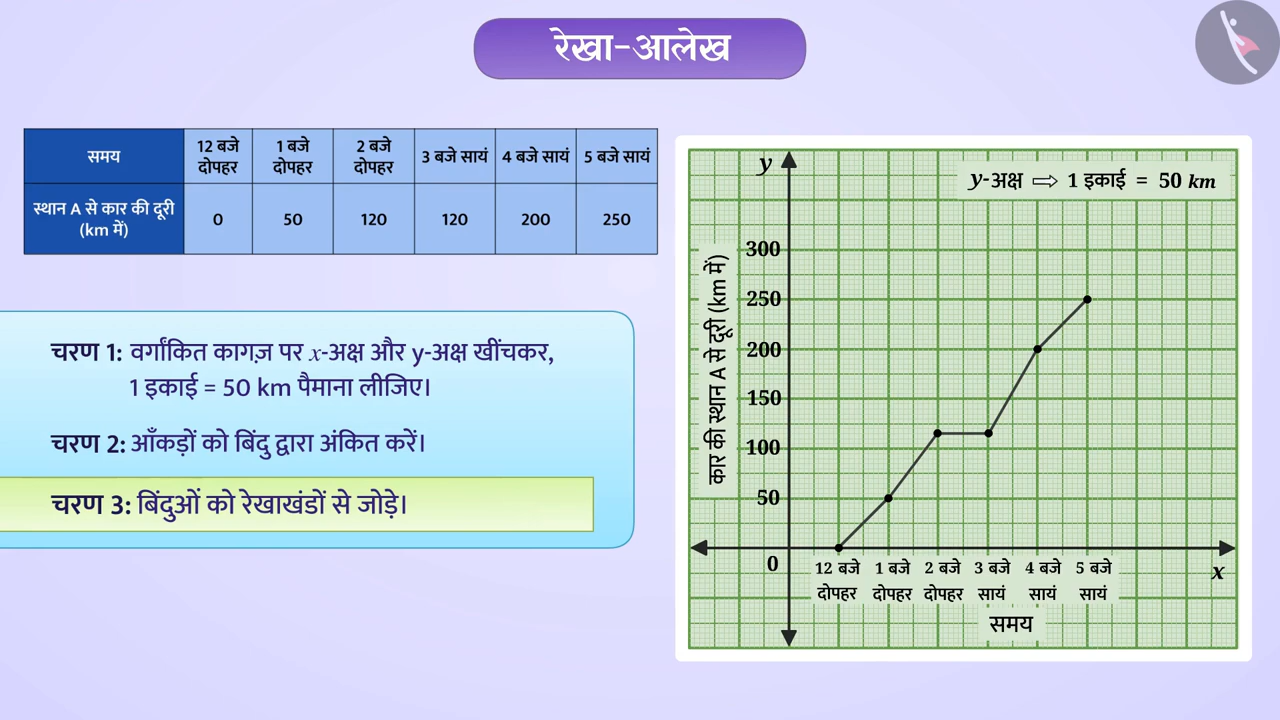 रेखा-आलेख
समय 12 बजे दोपहर 1 बजे दोपहर 2 बजे दोपहर 3 बजे सायं 4 बजे सायं 5 बजे सायं
स्थान A से कार की दूरी (km में) 0 50 120 120 200 250
चरण 1: वर्गांकित कागज़ पर x-अक्ष और y-अक्ष खींचकर,
1 इकाई = 50 km पैमाना लीजिए।
चरण 2: आँकड़ों को बिंदु द्वारा अंकित करें।
चरण 3: बिंदुओं को रेखाखंडों से जोड़े।
y
y-अक्ष ⇨ 1 इकाई = 50 km
कार की स्थान A से दूरी (km में)
300
250
200
150
100
50
0
12 बजे दोपहर 1 बजे दोपहर 2 बजे दोपहर 3 बजे सायं 4 बजे सायं 5 बजे सायं
x
समय